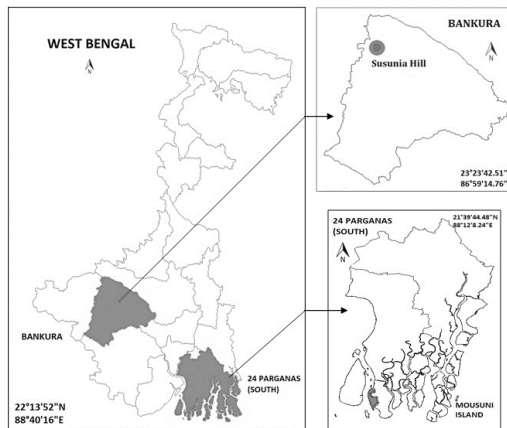 WEST BENGAL
N
BANKURA
24 PARGANAS
(SOUTH)
22°13'52"N
88°40'16"E
BANKURA
N
Susunia Hill
23°23'42.51"
86°59'14.76"
24 PARGANAS
(SOUTH)
N
21°39'44.48"N
88°12'8.24"E
MOUSUNI
ISLAND